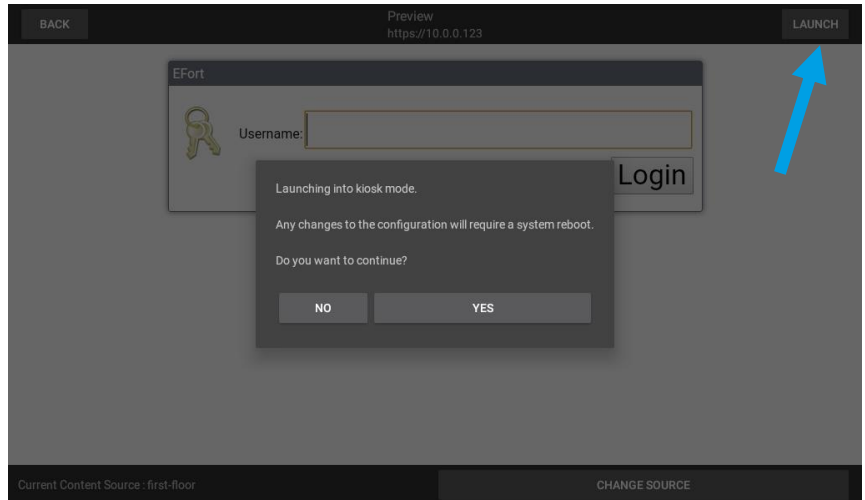 BACK
Preview
https://10.0.0.123
LAUNCH
EFort
Username:
Login
Launching into kiosk mode.
Any changes to the configuration will require a system reboot.
Do you want to continue?
NO
YES
Current Content Source : first-floor
CHANGE SOURCE